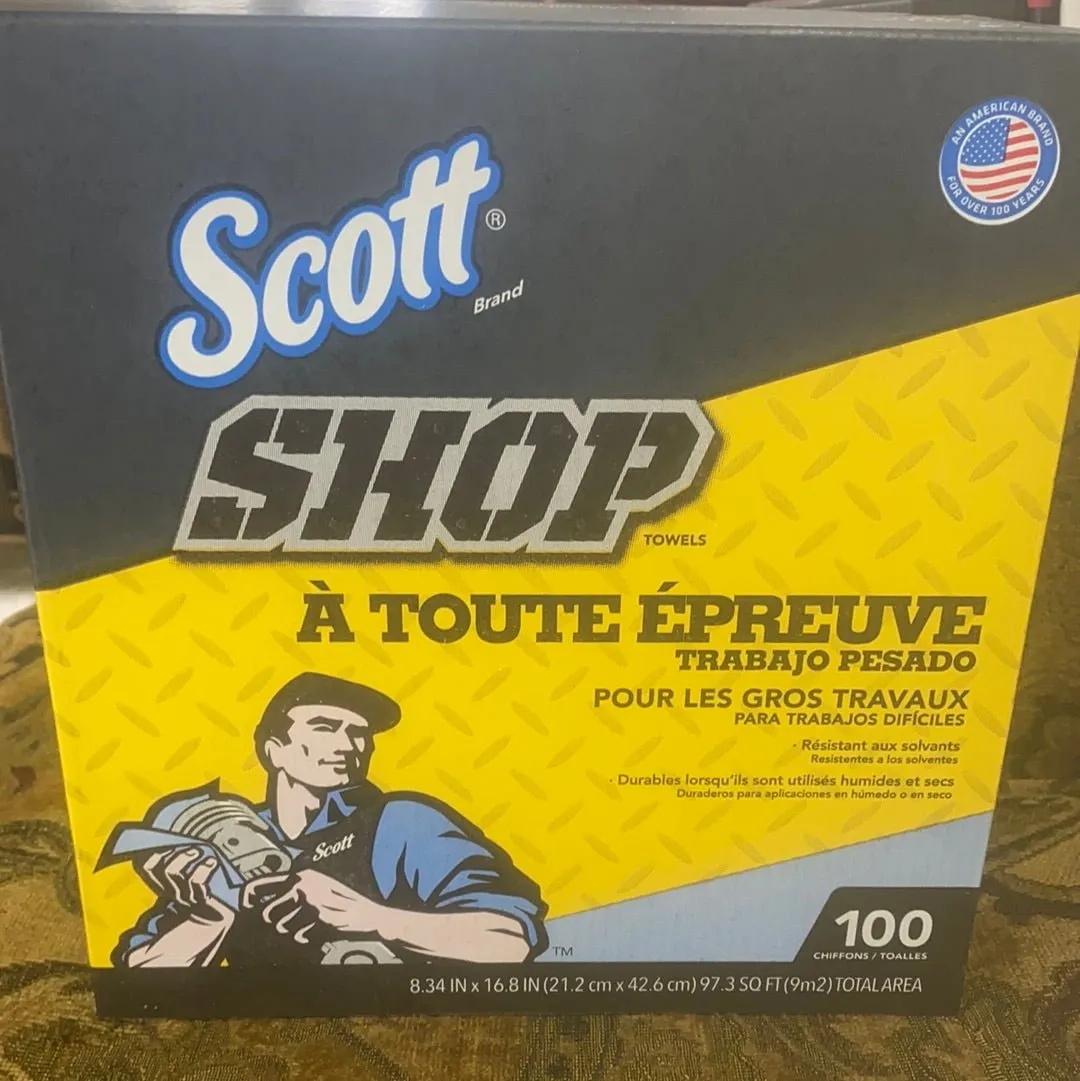 AN AMERICAN BRAND
FOR OVER 100 YEARS
Scott®
Brand
SHOP
TOWELS
À TOUTE ÉPREUVE
TRABAJO PESADO
POUR LES GROS TRAVAUX
PARA TRABAJOS DIFÍCILES
· Résistant aux solvants
Resistentes a los solventes
· Durables lorsqu'ils sont utilisés humides et secs
Duraderos para aplicaciones en húmedo o en seco
Scott
TM
100
CHIFFONS / TOALLES
8.34 IN x 16.8 IN (21.2 cm x 42.6 cm) 97.3 SQ FT (9m2) TOTAL AREA